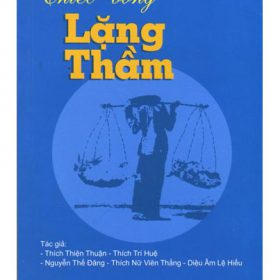 Lặng
Thầm
Tác giả:
- Thích Thiện Thuận - Thích Trí Huệ
- Nguyễn Thế Đăng - Thích Nữ Viên Thắng - Diệu Âm Lệ Hiếu